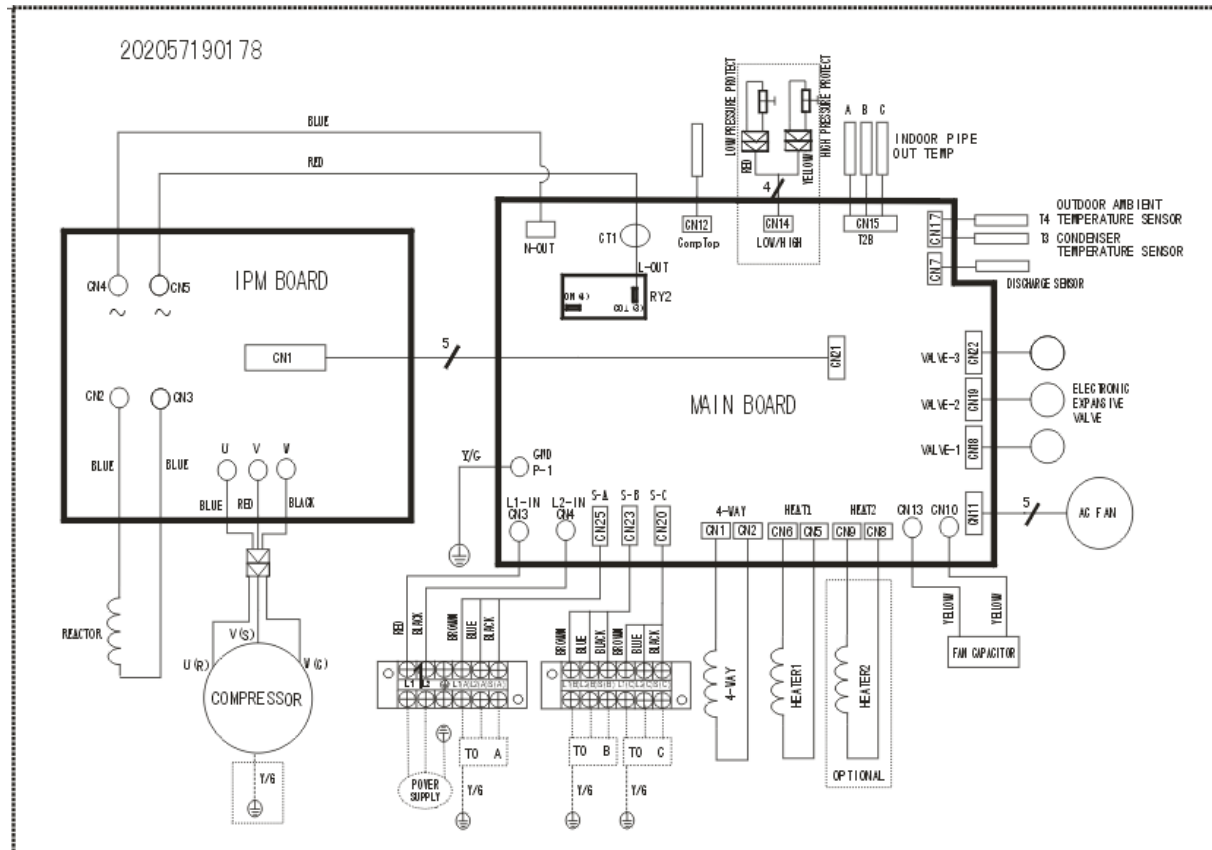 202057190178
LOW PRESSURE PROTECT
HIGH PRESSURE PROTECT
RED
YELLOW
4
A B C
INDOOR PIPE
OUT TEMP
BLUE
RED
CN12
CompTop
CN14
LOW/HIGH
CN15
T2B
CN17
OUTDOOR AMBIENT
T4 TEMPERATURE SENSOR
T3 CONDENSER
TEMPERATURE SENSOR
CN7
DISCHARGE SENSOR
N-OUT
CT1
L-OUT
RY2
IPM BOARD
CN4
CN5
CN1
5
CN21
CN2
CN3
MAIN BOARD
VALVE-3
CN22
VALVE-2
CN19
VALVE-1
CN18
ELECTRONIC
EXPANSIVE
VALVE
U V W
BLUE
BLUE
BLUE
RED
BLACK
Y/G
GND
P-1
L1-IN
CN3
L2-IN
CN4
S-A
CN25
S-B
CN23
S-C
CN20
4-WAY
CN1 CN2
HEAT1
CN6 CN5
HEAT2
CN9 CN8
CN13
CN10
CN11
5
AC FAN
REACTOR
V(S)
U(R)
COMPRESSOR
Y/G
RED
BLACK
BROWN
BLUE
BLACK
BROWN
BLUE
BLACK
BROWN
BLUE
BLACK
L1 L2
4-WAY
HEATER1
HEATER2
OPTIONAL
YELLOW
YELLOW
FAN CAPACITOR
POWER
SUPPLY
TO A
Y/G
TO B
Y/G
TO C
Y/G